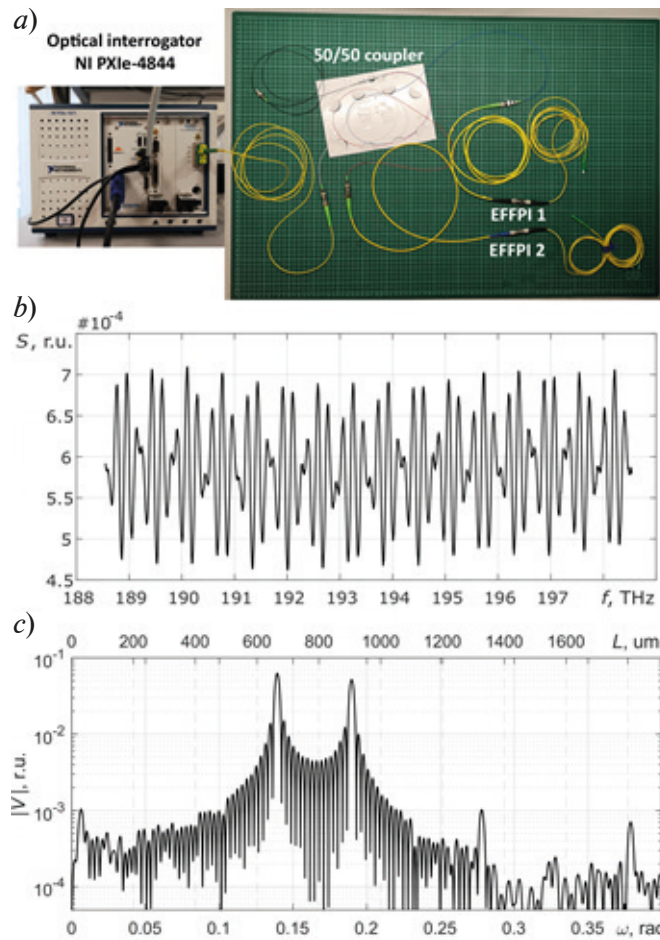 a)
Optical interrogator
NI PXIe-4844
50/50 coupler
EFFPI 1
EFFPI 2
b)
#10⁻⁴
S, r.u.
7
6.5
6
5.5
5
4.5
188 189 190 191 192 193 194 195 196 197 f, THz
c)
0 200 400 600 800 1000 1200 1400 1600 L, um
10⁻¹
10⁻²
10⁻³
10⁻⁴
|V|, r.u.
0 0.05 0.1 0.15 0.2 0.25 0.3 0.35 ω, rad